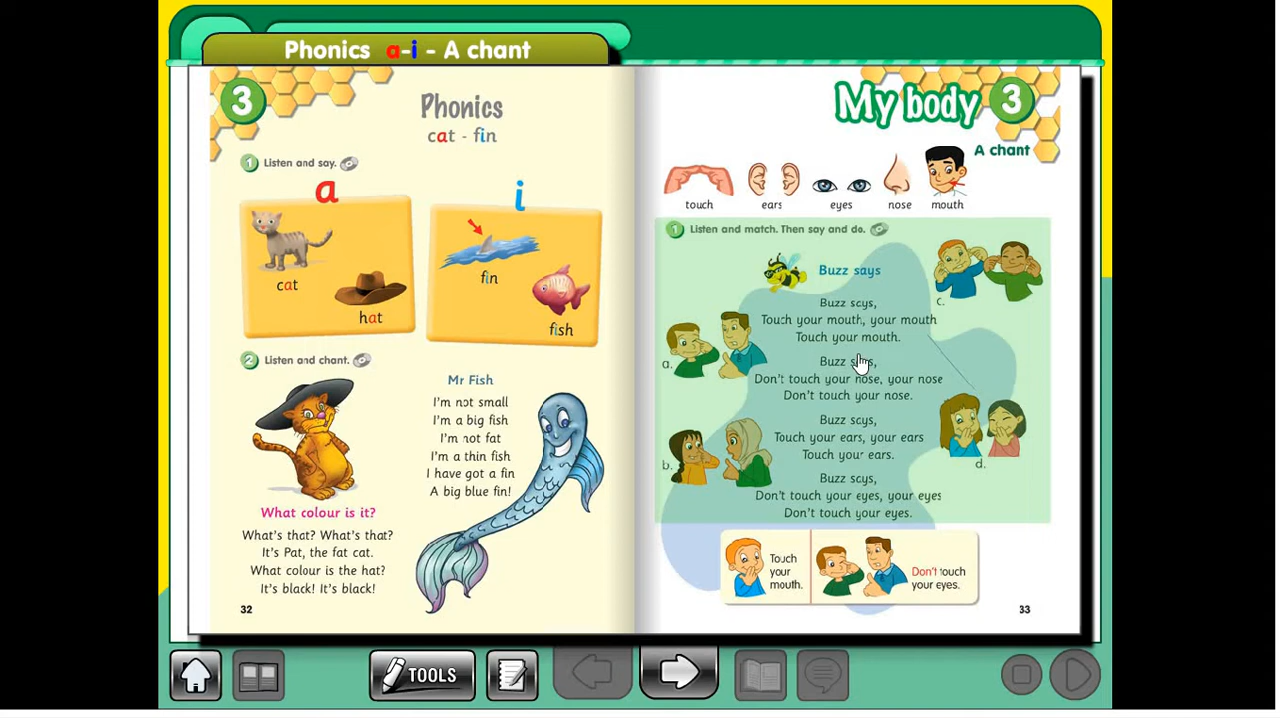 Phonics a-i - A chant
3
Phonics
cat - fin
1 Listen and say.
a
cat
hat
i
fin
fish
2 Listen and chant.
What colour is it?
What's that? What's that?
It's Pat, the fat cat.
What colour is the hat?
It's black! It's black!
Mr Fish
I'm not small
I'm a big fish
I'm not fat
I'm a thin fish
I have got a fin
A big blue fin!
32
My body 3
A chant
touch
ears
eyes
nose
mouth
1 Listen and match. Then say and do.
Buzz says
Buzz says,
Touch your mouth, your mouth
Touch your mouth.
Buzz says,
Don't touch your nose, your nose
Don't touch your nose.
Buzz says,
Touch your ears, your ears
Touch your ears.
Buzz says,
Don't touch your eyes, your eyes
Don't touch your eyes.
a.
b.
c.
d.
Touch
your
mouth.
Don't touch
your eyes.
33
TOOLS